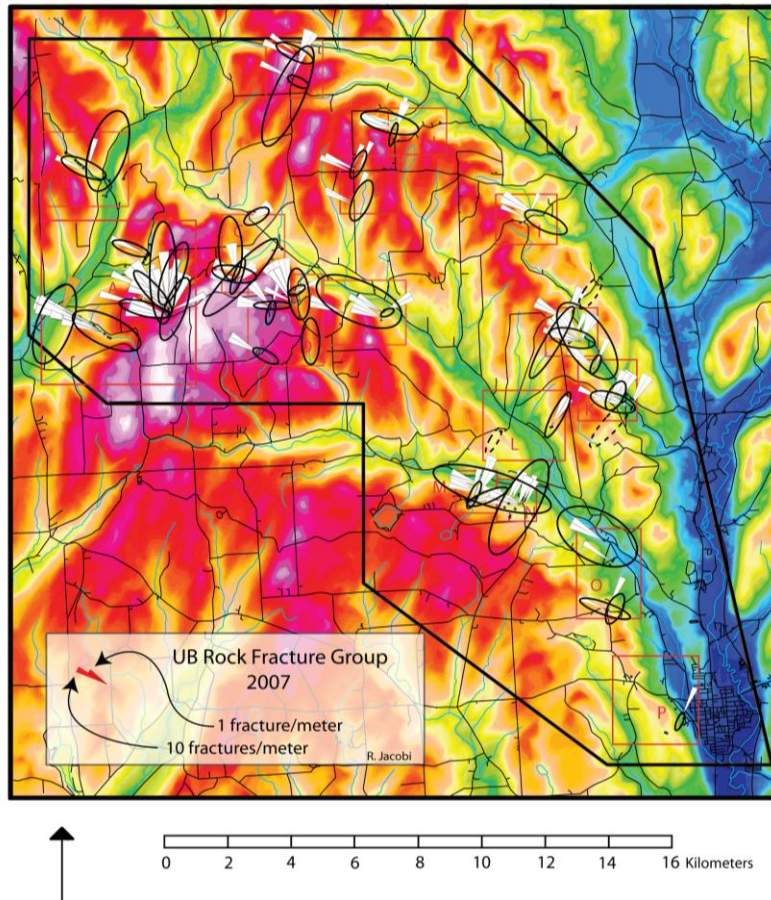 A
K
L
M
N
O
P
UB Rock Fracture Group
2007
1 fracture/meter
10 fractures/meter
R. Jacobi
0 2 4 6 8 10 12 14 16 Kilometers